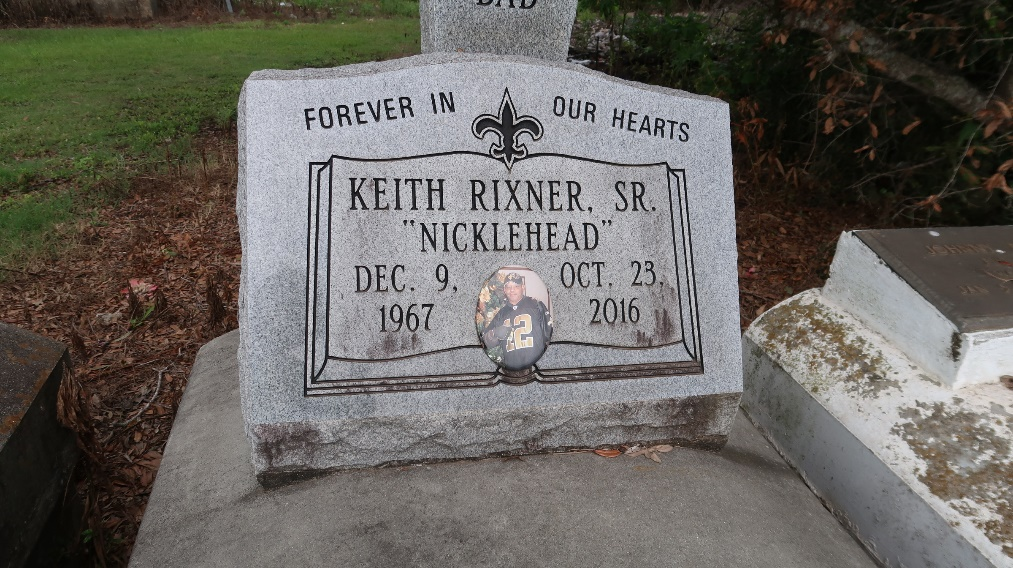 DAD
FOREVER IN OUR HEARTS
KEITH RIXNER, SR.
"NICKLEHEAD"
DEC. 9, OCT. 23,
1967 2016
12